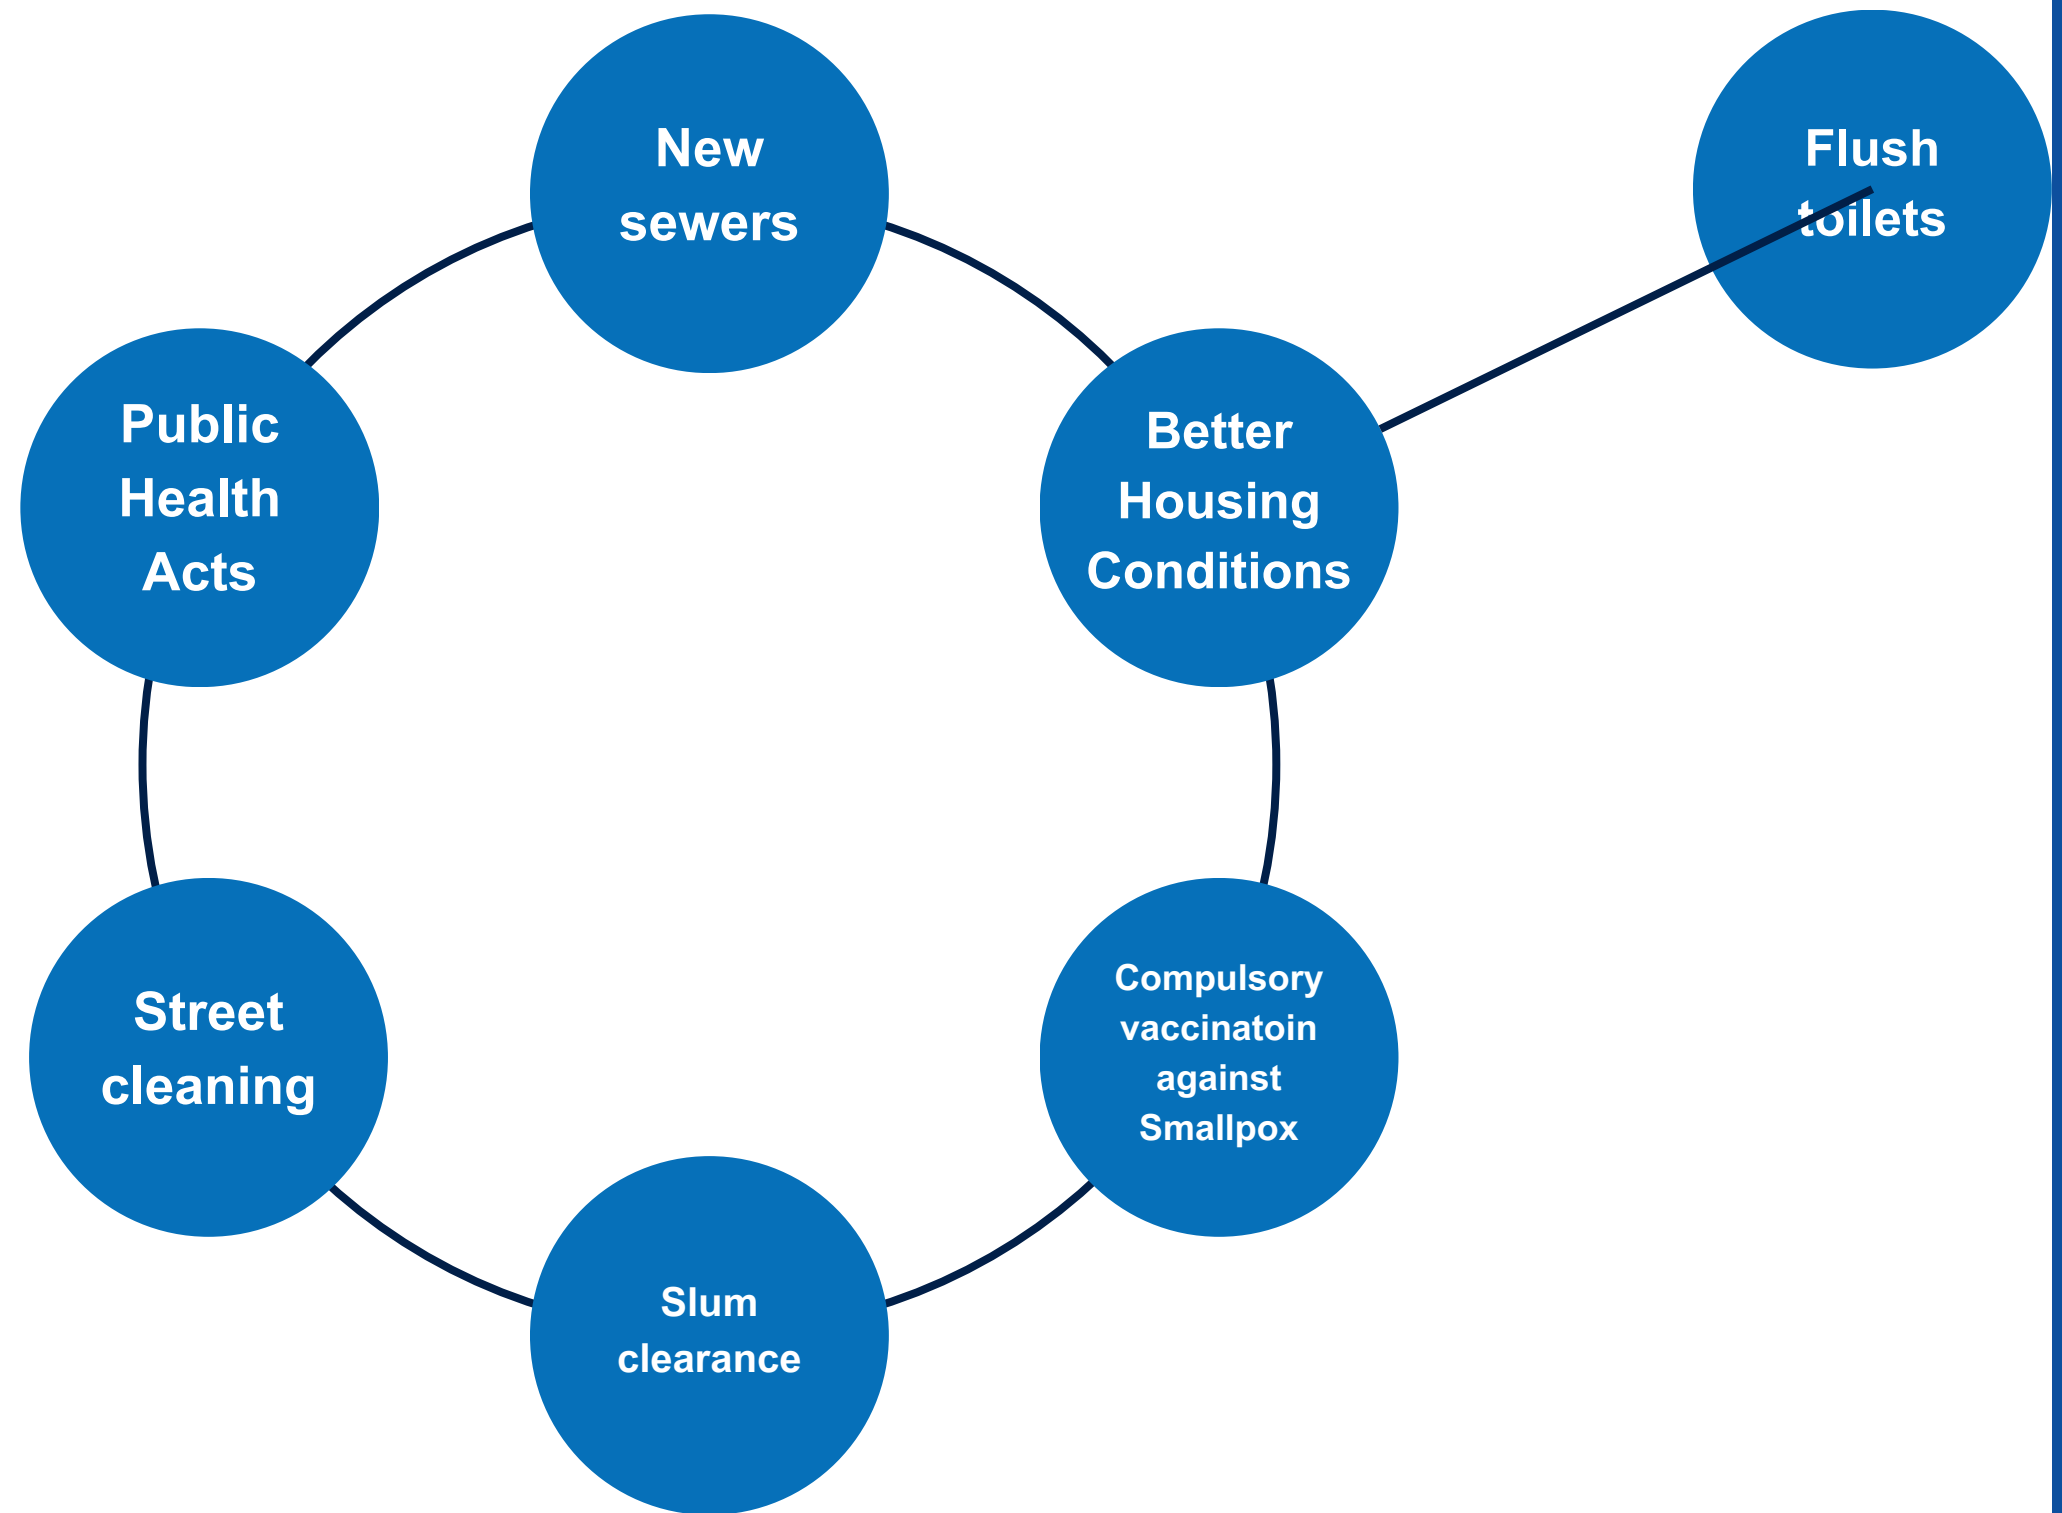 New
sewers
Flush
toilets
Public
Health
Acts
Better
Housing
Conditions
Street
cleaning
Compulsory
vaccinatoin
against
Smallpox
Slum
clearance